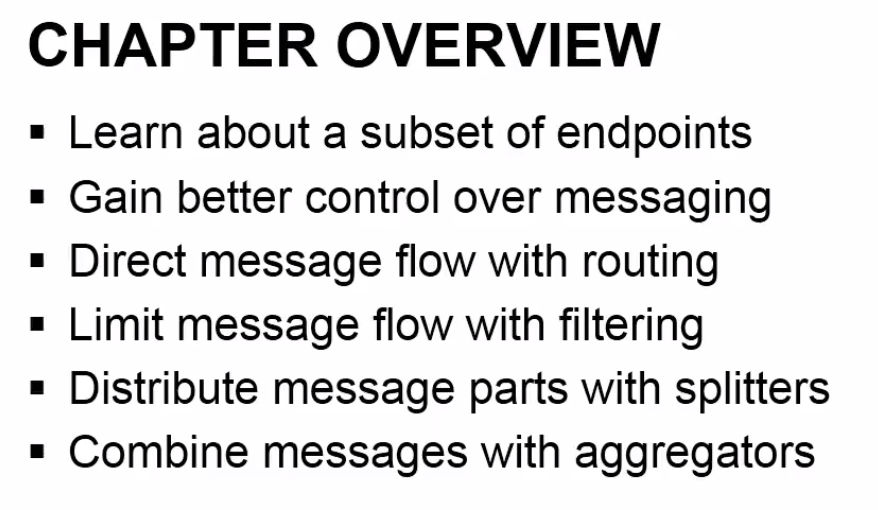 CHAPTER OVERVIEW
▪ Learn about a subset of endpoints
▪ Gain better control over messaging
▪ Direct message flow with routing
▪ Limit message flow with filtering
▪ Distribute message parts with splitters
▪ Combine messages with aggregators